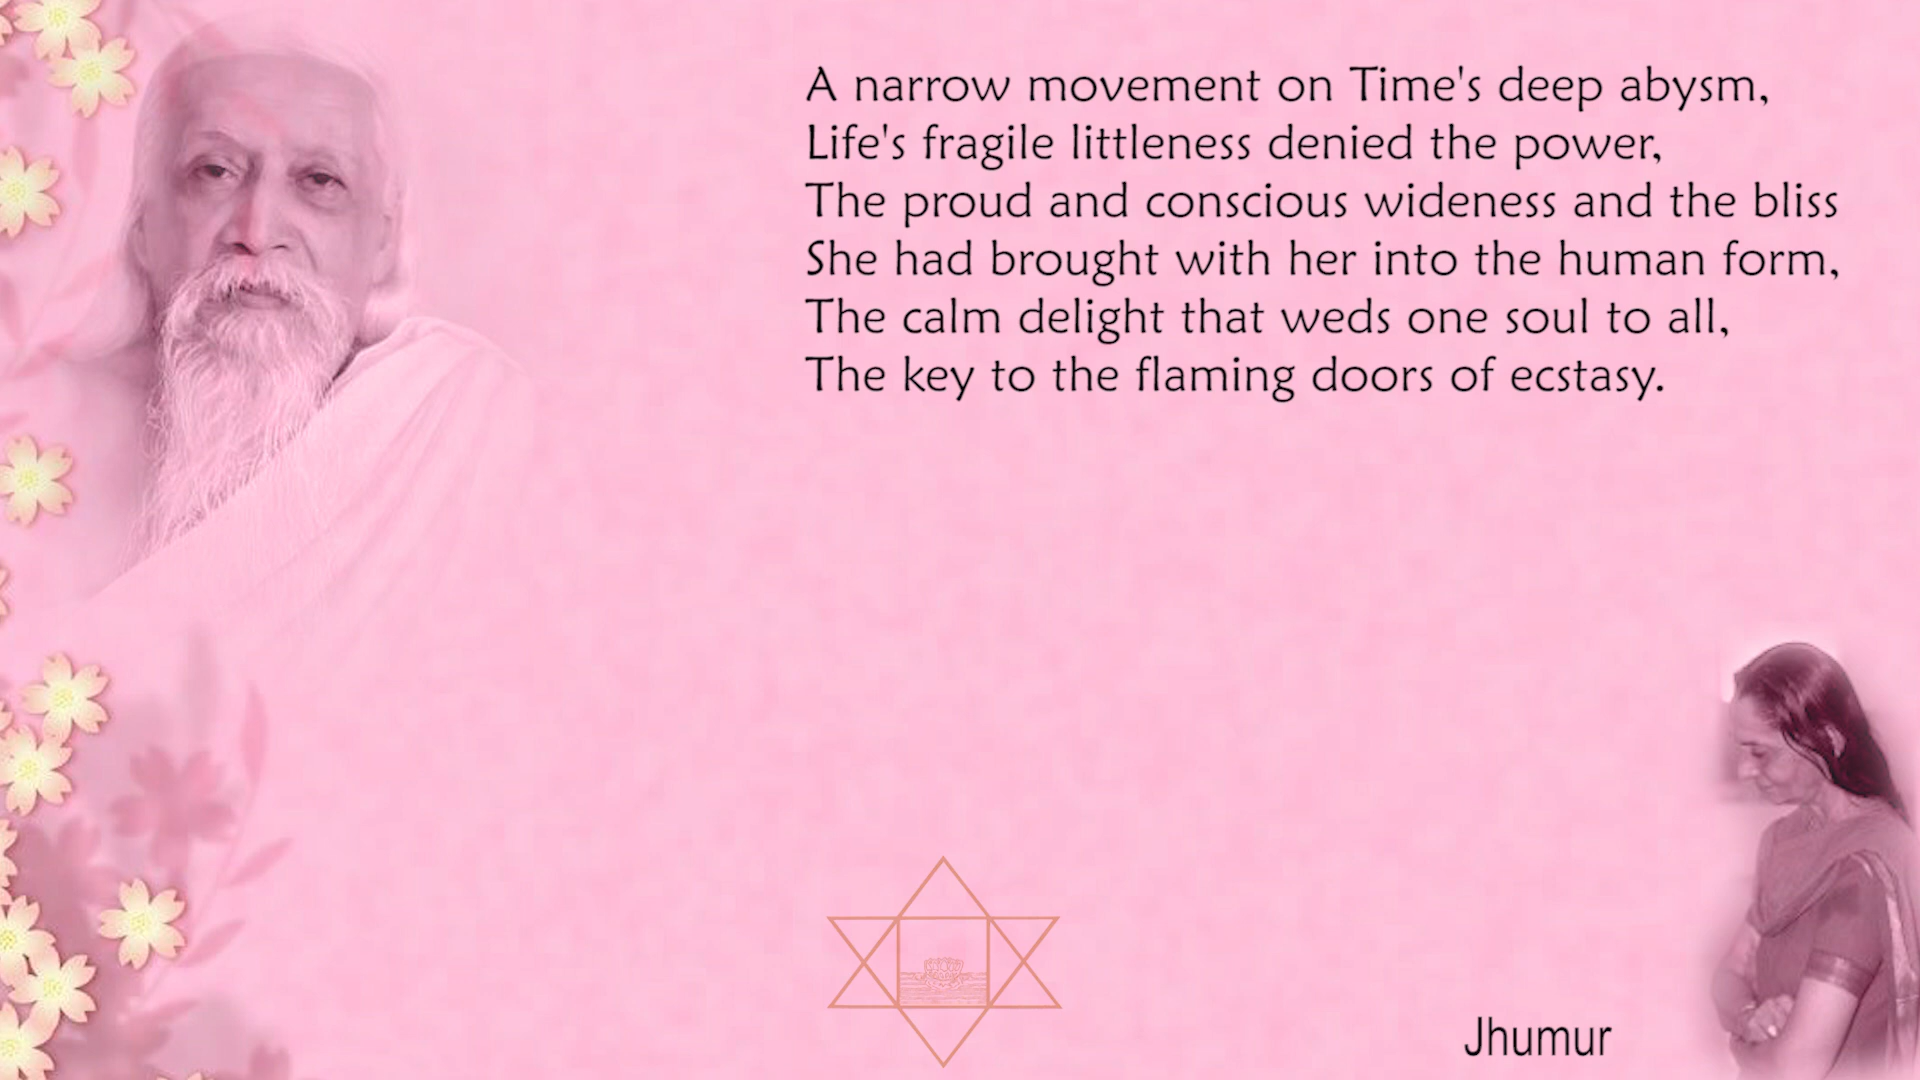 A narrow movement on Time's deep abysm,
Life's fragile littleness denied the power,
The proud and conscious wideness and the bliss
She had brought with her into the human form,
The calm delight that weds one soul to all,
The key to the flaming doors of ecstasy.
Jhumur